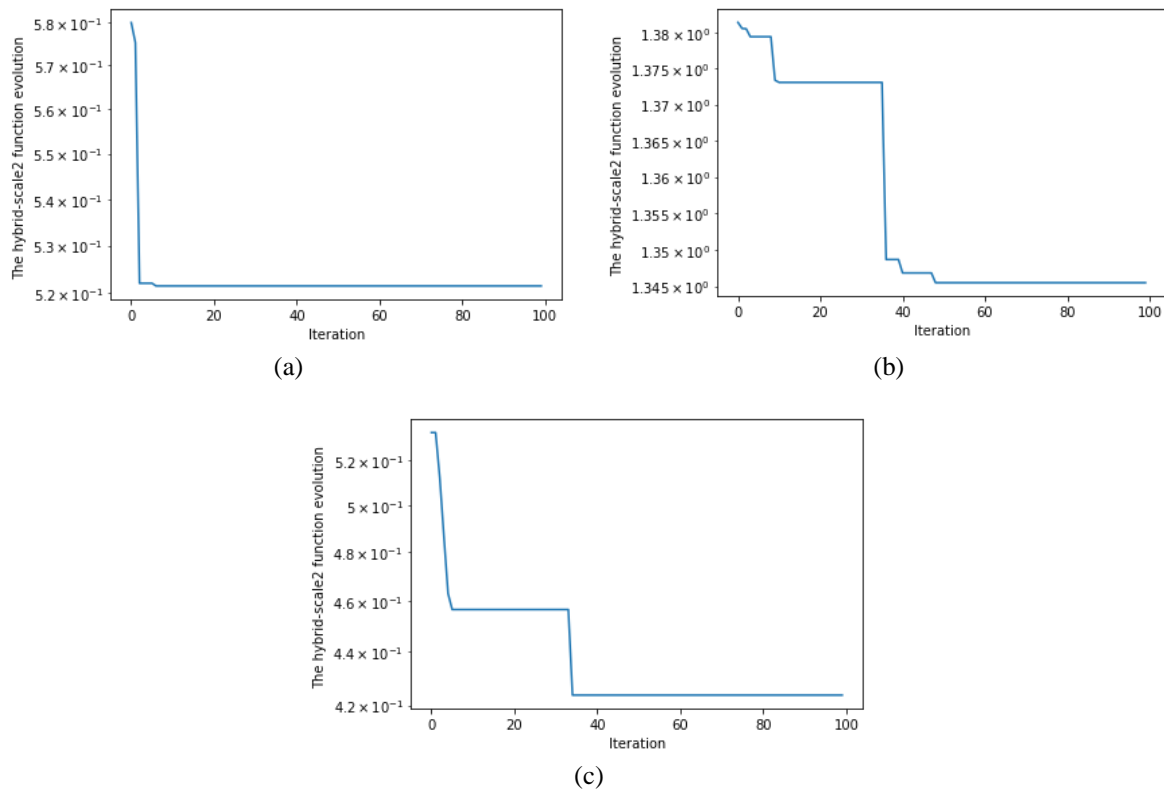 The hybrid-scale2 function evolution
5.8 × 10⁻¹
5.7 × 10⁻¹
5.6 × 10⁻¹
5.5 × 10⁻¹
5.4 × 10⁻¹
5.3 × 10⁻¹
5.2 × 10⁻¹
0 20 40 60 80 100
Iteration
(a)
The hybrid-scale2 function evolution
1.38 × 10⁰
1.375 × 10⁰
1.37 × 10⁰
1.365 × 10⁰
1.36 × 10⁰
1.355 × 10⁰
1.35 × 10⁰
1.345 × 10⁰
0 20 40 60 80 100
Iteration
(b)
The hybrid-scale2 function evolution
5.2 × 10⁻¹
5 × 10⁻¹
4.8 × 10⁻¹
4.6 × 10⁻¹
4.4 × 10⁻¹
4.2 × 10⁻¹
0 20 40 60 80 100
Iteration
(c)